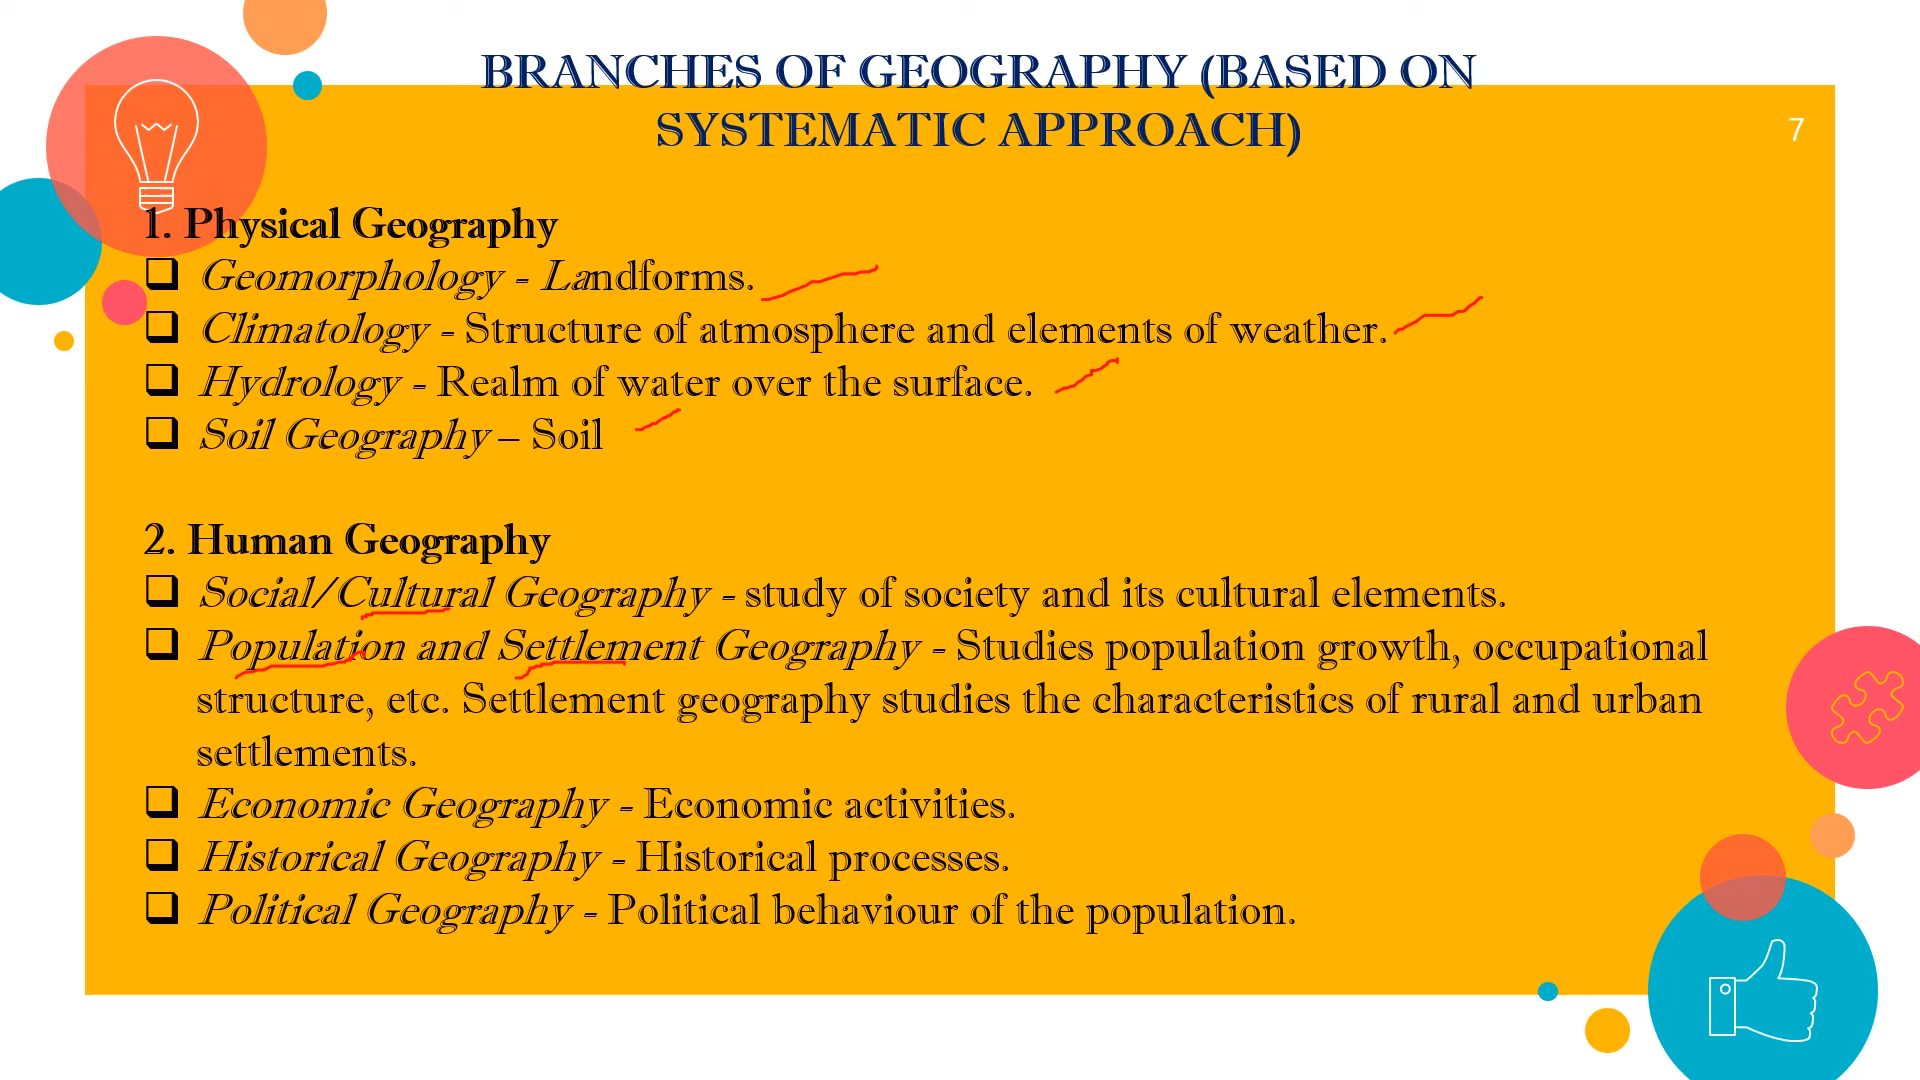 BRANCHES OF GEOGRAPHY (BASED ON
SYSTEMATIC APPROACH)
7
1. Physical Geography
❑ Geomorphology - Landforms.
❑ Climatology - Structure of atmosphere and elements of weather.
❑ Hydrology - Realm of water over the surface.
❑ Soil Geography – Soil
2. Human Geography
❑ Social/Cultural Geography - study of society and its cultural elements.
❑ Population and Settlement Geography - Studies population growth, occupational
structure, etc. Settlement geography studies the characteristics of rural and urban
settlements.
❑ Economic Geography - Economic activities.
❑ Historical Geography - Historical processes.
❑ Political Geography - Political behaviour of the population.